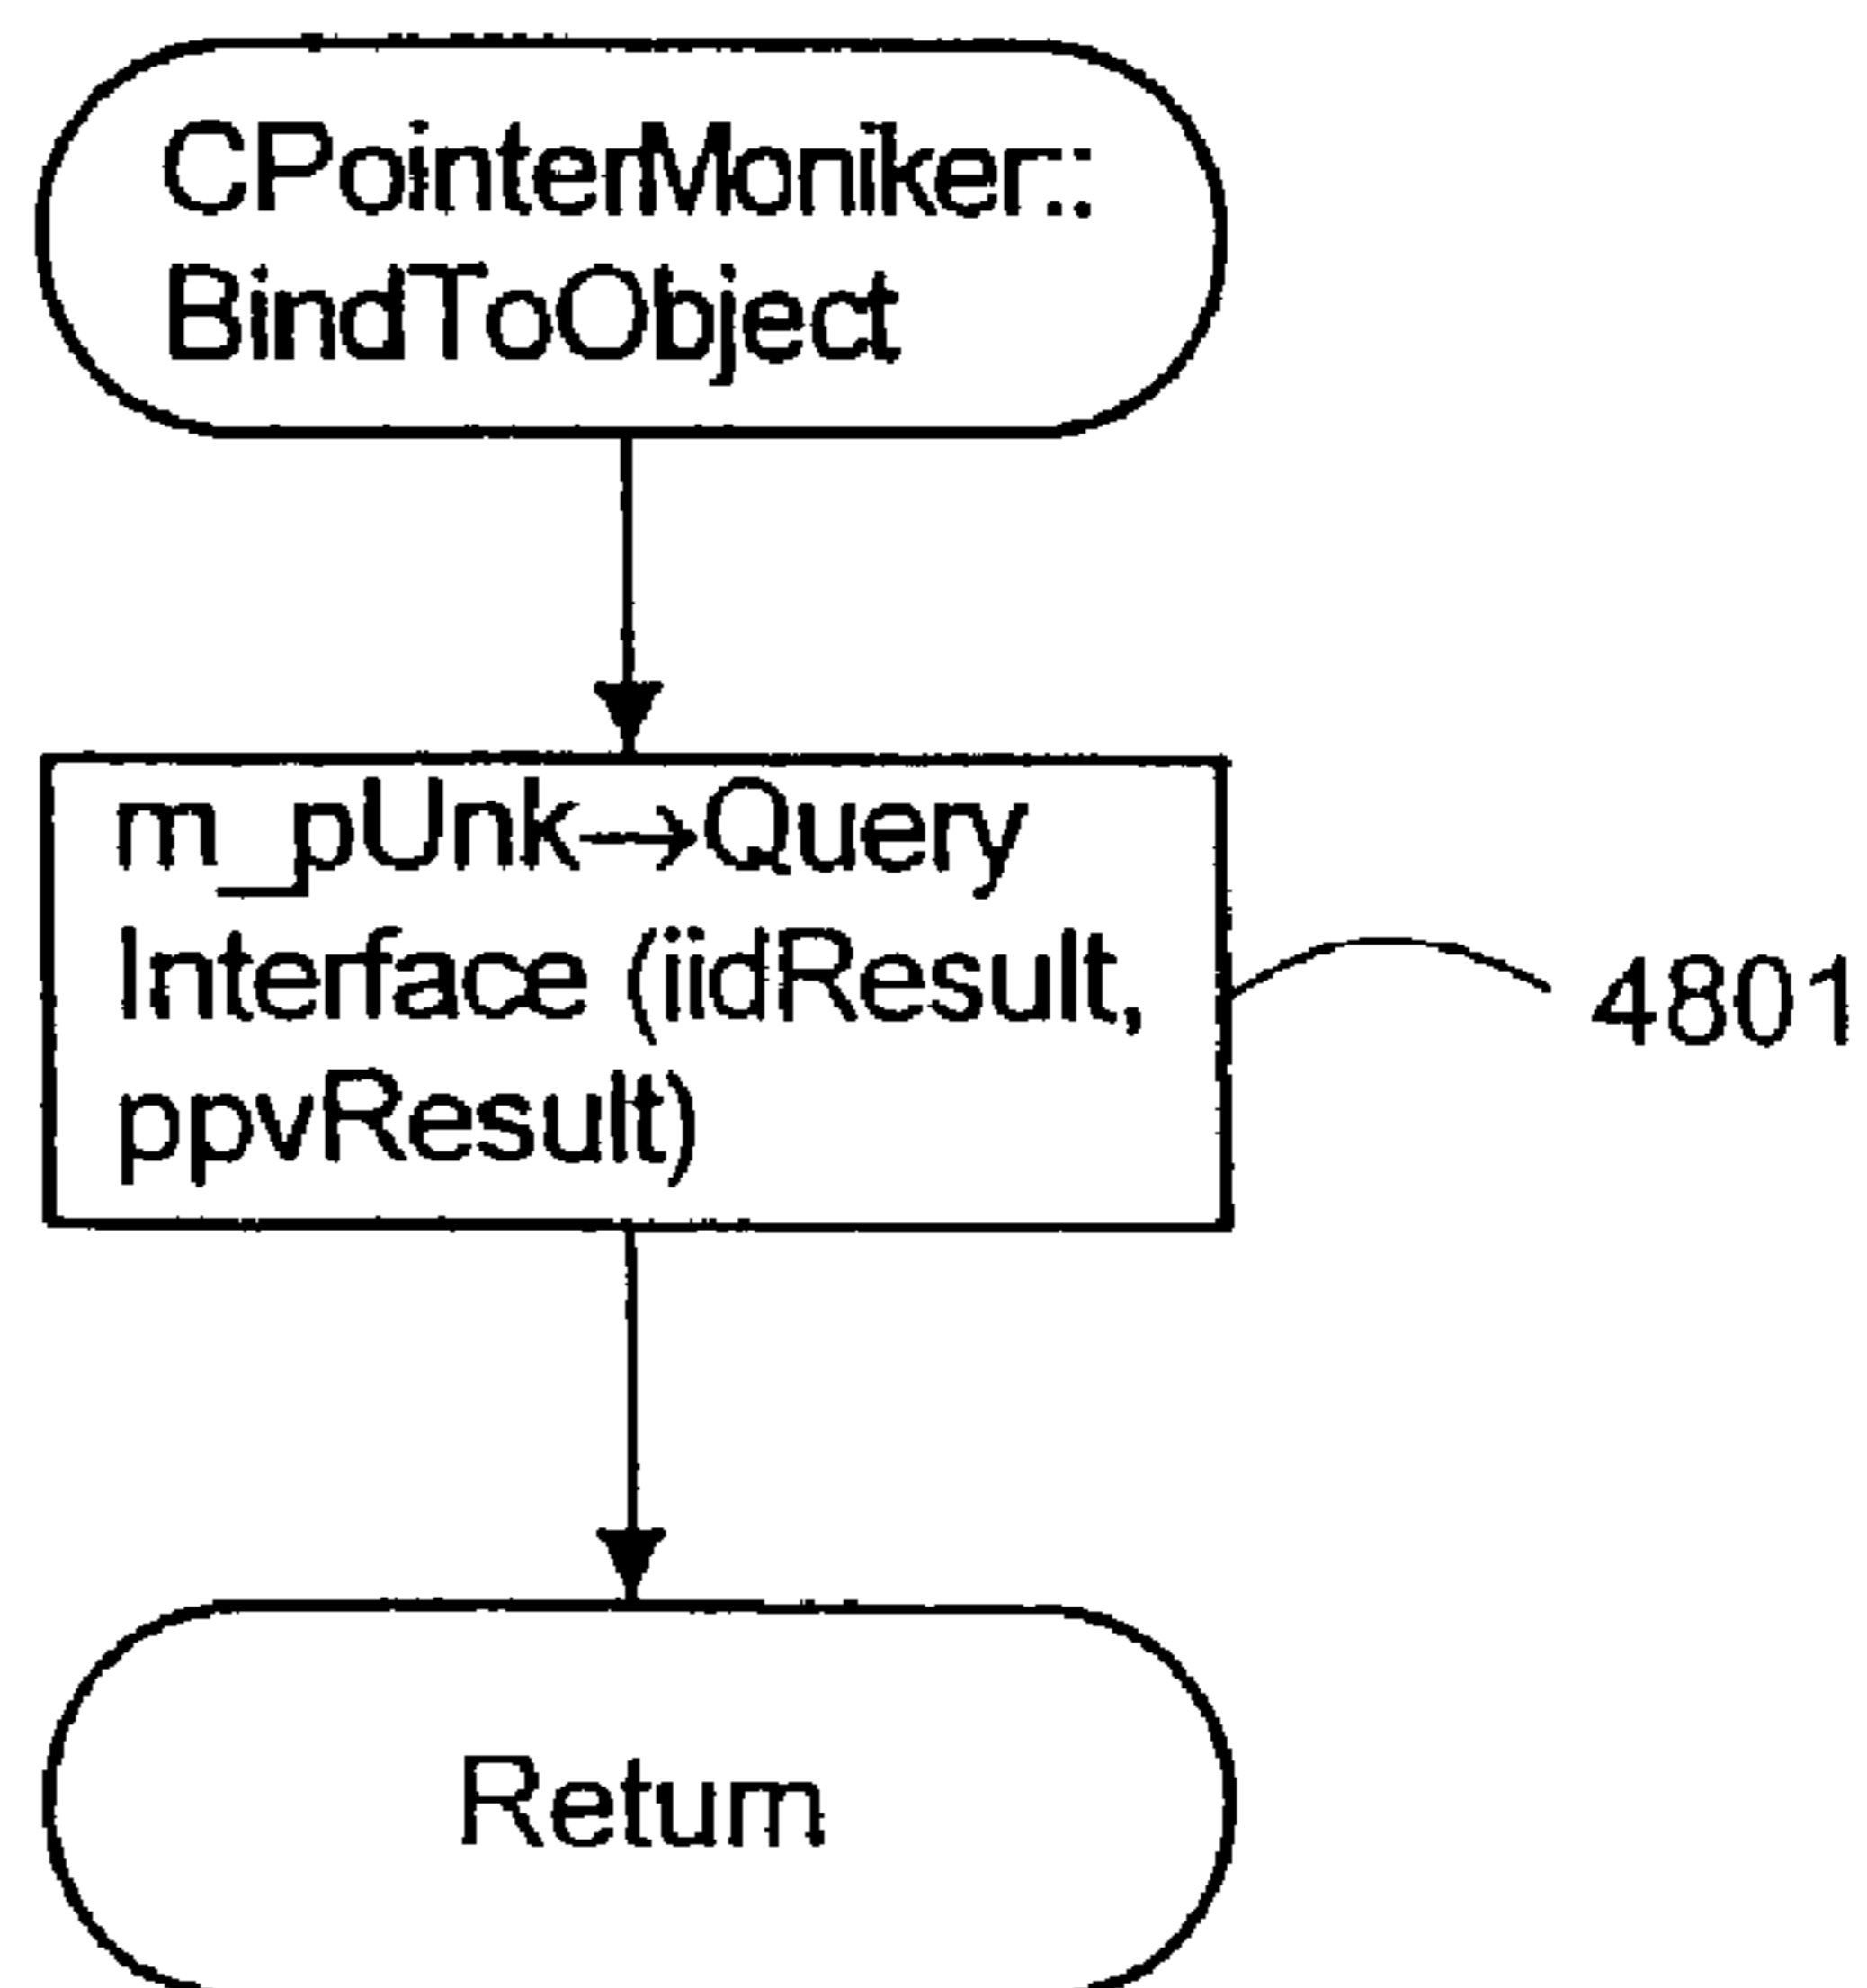 CPointerMoniker::
BindToObject
m_pUnk→Query
Interface (iidResult,
ppvResult)
4801
Return